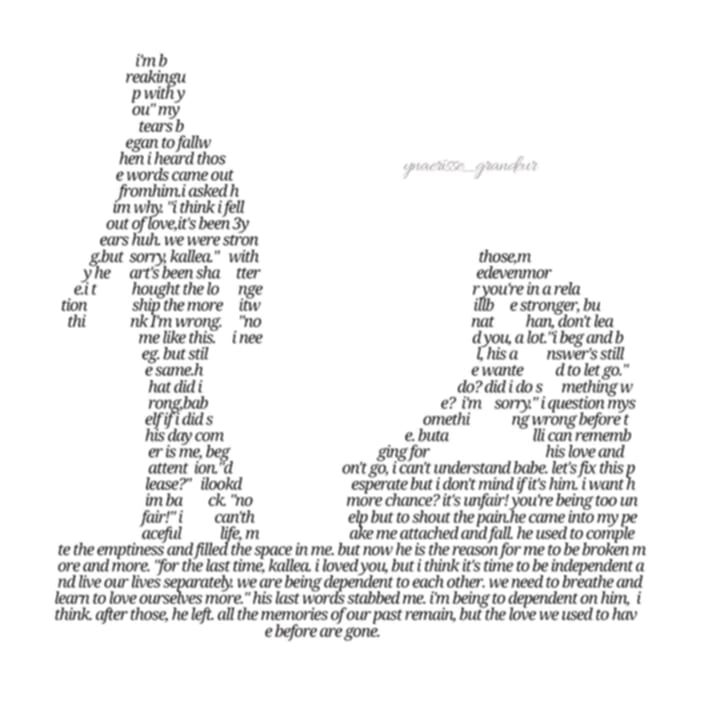 i'm b
reakingu
p with y
ou" my
tears b
egan to fallw
hen i heard thos
e words came out
fromhim.i asked h
im why. "i think i fell
out of love,it's been 3y
ears huh. we were stron
g.but sorry, kallea." with those,m
y he art's been sha tter edevenmor
e.i t hought the lo nge r you're in a rela
tion ship the more itw illb e stronger, bu
thi nk I'm wrong. "no nat han, don't lea
me like this. i nee d you, a lot."i beg and b
eg. but stil l, his a nswer's still
e same.h e wante d to let go."
hat did i do? did i do s mething w
rong,bab e? i'm sorry." i question mys
elf if i did s omethi ng wrong before t
his day com e. buta lli can rememb
er is me, beg ging for his love and
attent ion."d on't go, i can't understand babe. let's fix this p
lease?" ilookd esperate but i don't mind if it's him. i want h
im ba ck. "no more chance? it's unfair! you're being too un
fair!" i can'th elp but to shout the pain.he came into my pe
aceful life, m ake me attached and fall. he used to comple
te the emptiness and filled the space in me. but now he is the reason for me to be broken m
ore and more. "for the last time, kallea. i loved you, but i think it's time to be independent a
nd live our lives separately. we are being dependent to each other. we need to breathe and
learn to love ourselves more." his last words stabbed me. i'm being to dependent on him, i
think. after those, he left. all the memories of our past remain, but the love we used to hav
e before are gone.
ynaerisse_grandeur